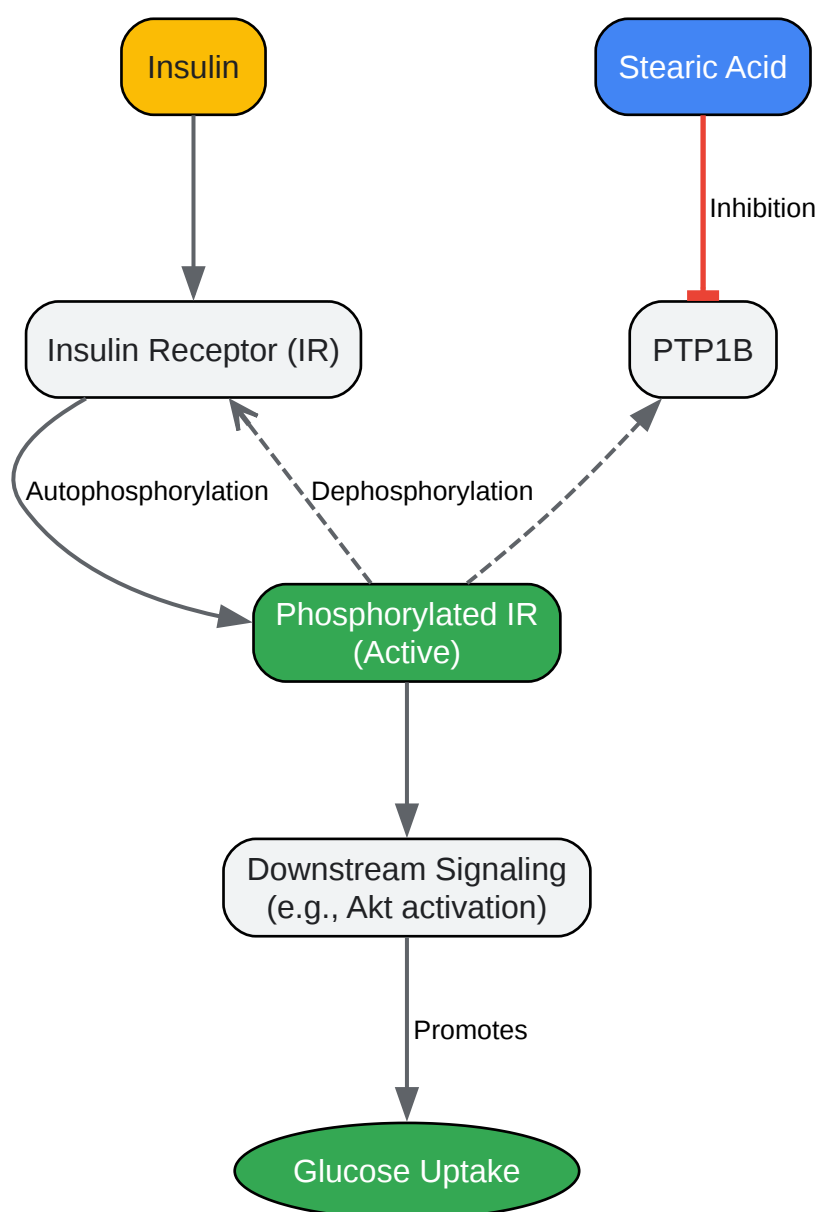 Insulin
Stearic Acid
Inhibition
Insulin Receptor (IR)
PTP1B
Autophosphorylation
Dephosphorylation
Phosphorylated IR
(Active)
Downstream Signaling
(e.g., Akt activation)
Promotes
Glucose Uptake